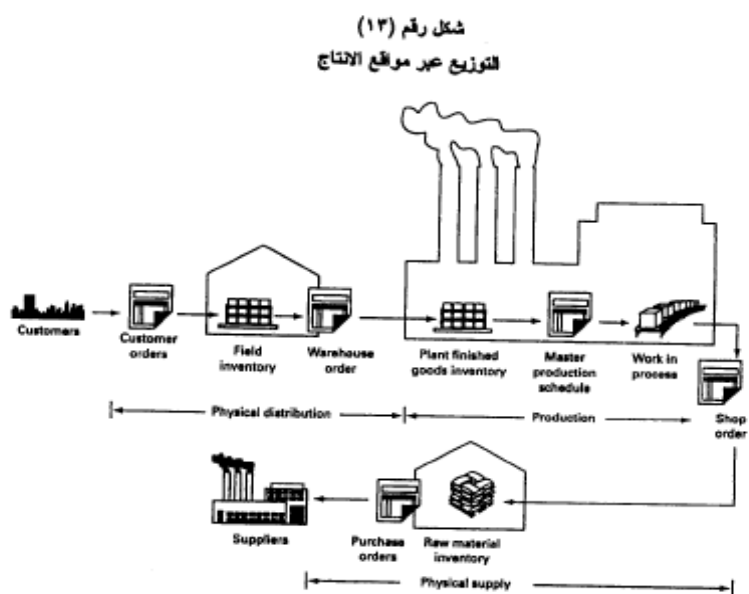 شكل رقم (١٣)
التوزيع عبر مواقع الانتاج
Customers
Customer
orders
Field
inventory
Warehouse
order
Plant finished
goods inventory
Master
production
schedule
Work in
process
Shop
order
Physical distribution
Production
Suppliers
Purchase
orders
Raw material
inventory
Physical supply